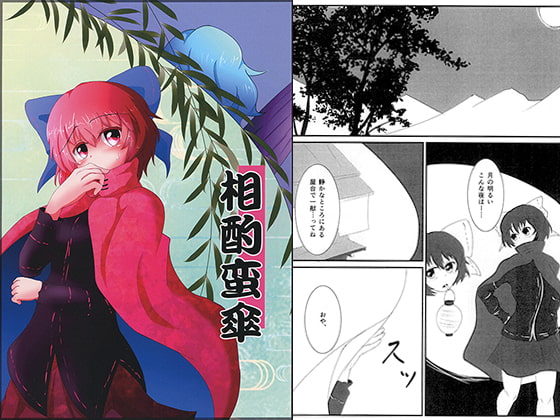 相酌蛮傘
月の明るい
こんな夜は…
静かなところにある
屋台で一献…ってね
おや、
スッ